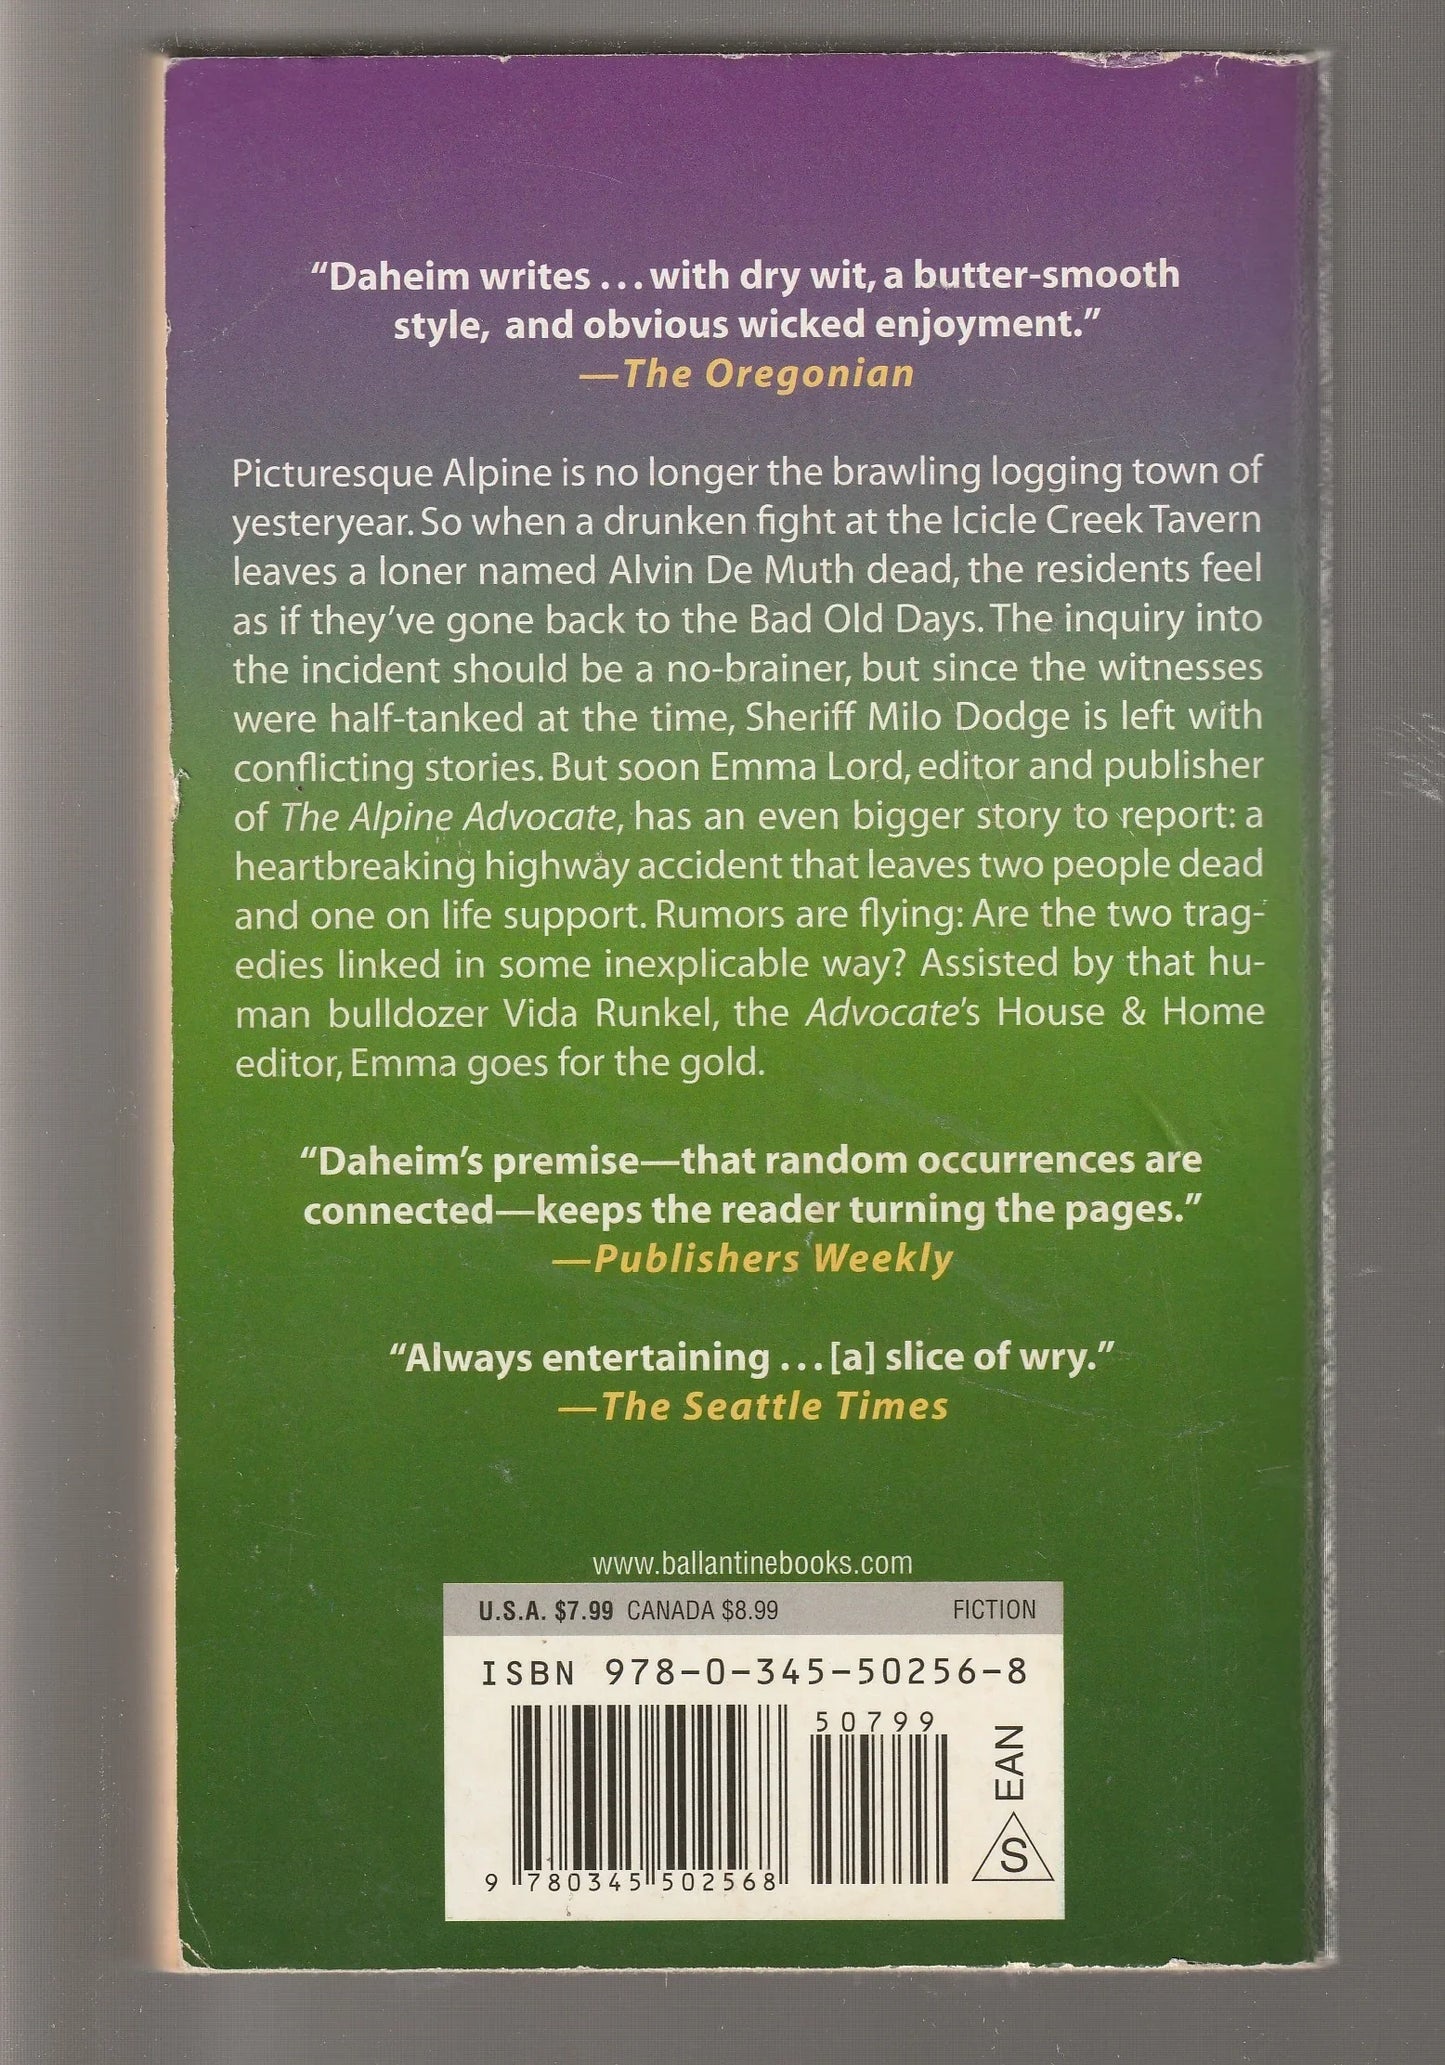 “Daheim writes . . . with dry wit, a butter-smooth
style, and obvious wicked enjoyment.”
—The Oregonian
Picturesque Alpine is no longer the brawling logging town of
yesteryear. So when a drunken fight at the Icicle Creek Tavern
leaves a loner named Alvin De Muth dead, the residents feel
as if they’ve gone back to the Bad Old Days. The inquiry into
the incident should be a no-brainer, but since the witnesses
were half-tanked at the time, Sheriff Milo Dodge is left with
conflicting stories. But soon Emma Lord, editor and publisher
of The Alpine Advocate, has an even bigger story to report: a
heartbreaking highway accident that leaves two people dead
and one on life support. Rumors are flying: Are the two trag-
edies linked in some inexplicable way? Assisted by that hu-
man bulldozer Vida Runkel, the Advocate’s House & Home
editor, Emma goes for the gold.
“Daheim’s premise—that random occurrences are
connected—keeps the reader turning the pages.”
—Publishers Weekly
“Always entertaining . . . [a] slice of wry.”
—The Seattle Times
www.ballantinebooks.com
U.S.A. $7.99 CANADA $8.99 FICTION
ISBN 978-0-345-50256-8
50799
9 780345 502568
EAN
S